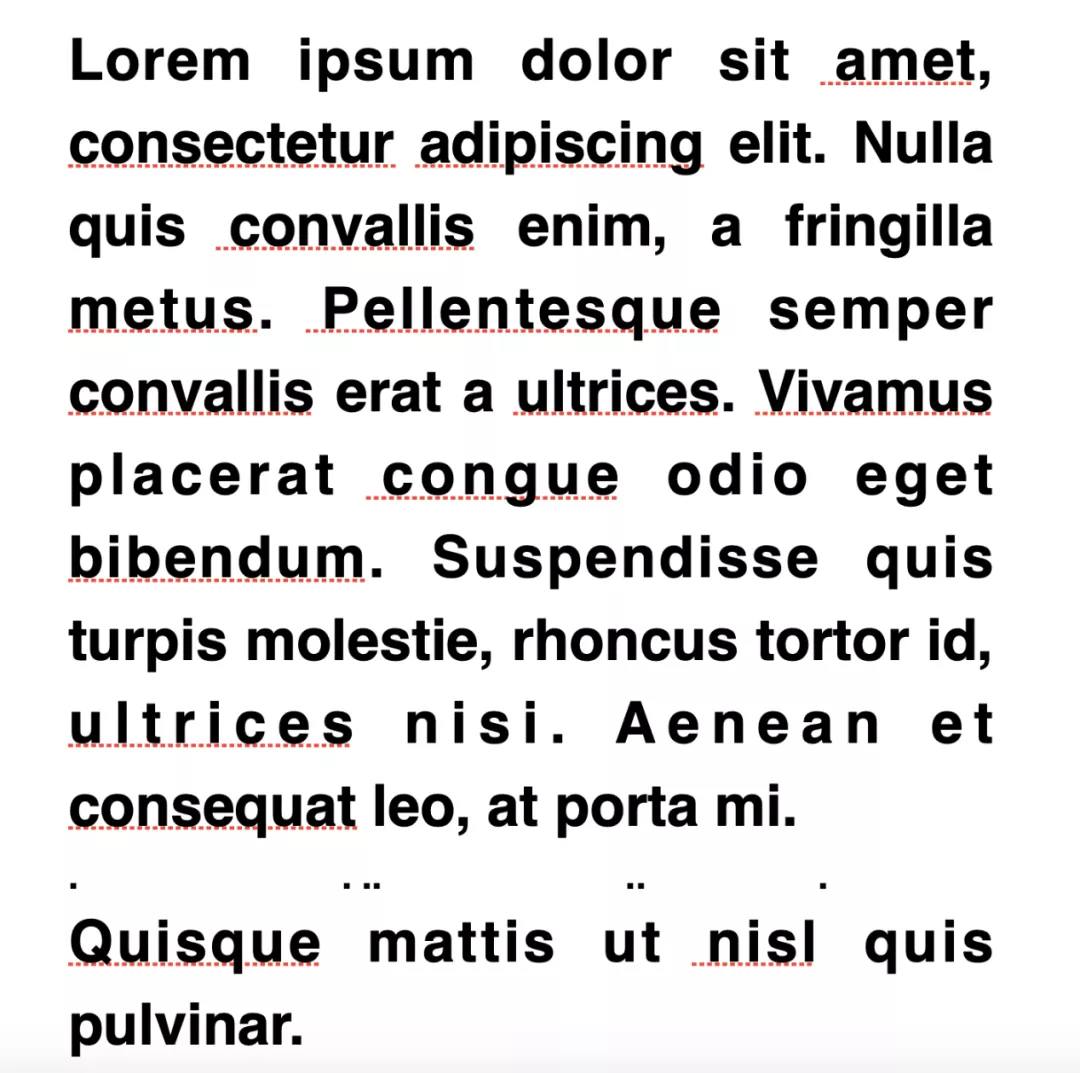 Lorem ipsum dolor sit amet,
consectetur adipiscing elit. Nulla
quis convallis enim, a fringilla
metus. Pellentesque semper
convallis erat a ultrices. Vivamus
placerat congue odio eget
bibendum. Suspendisse quis
turpis molestie, rhoncus tortor id,
ultrices nisi. Aenean et
consequat leo, at porta mi.
. . .. .. .
Quisque mattis ut nisl quis
pulvinar.